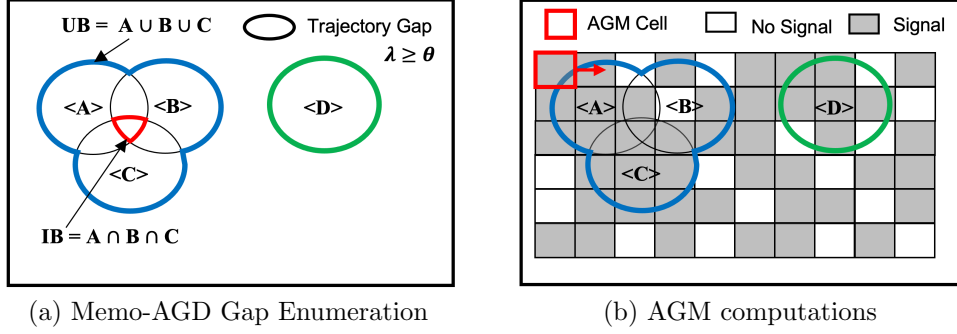 UB = A ∪ B ∪ C
Trajectory Gap
λ ≥ θ
<A>
<B>
<D>
<C>
IB = A ∩ B ∩ C
(a) Memo-AGD Gap Enumeration
AGM Cell
No Signal
Signal
<A>
<B>
<D>
<C>
(b) AGM computations